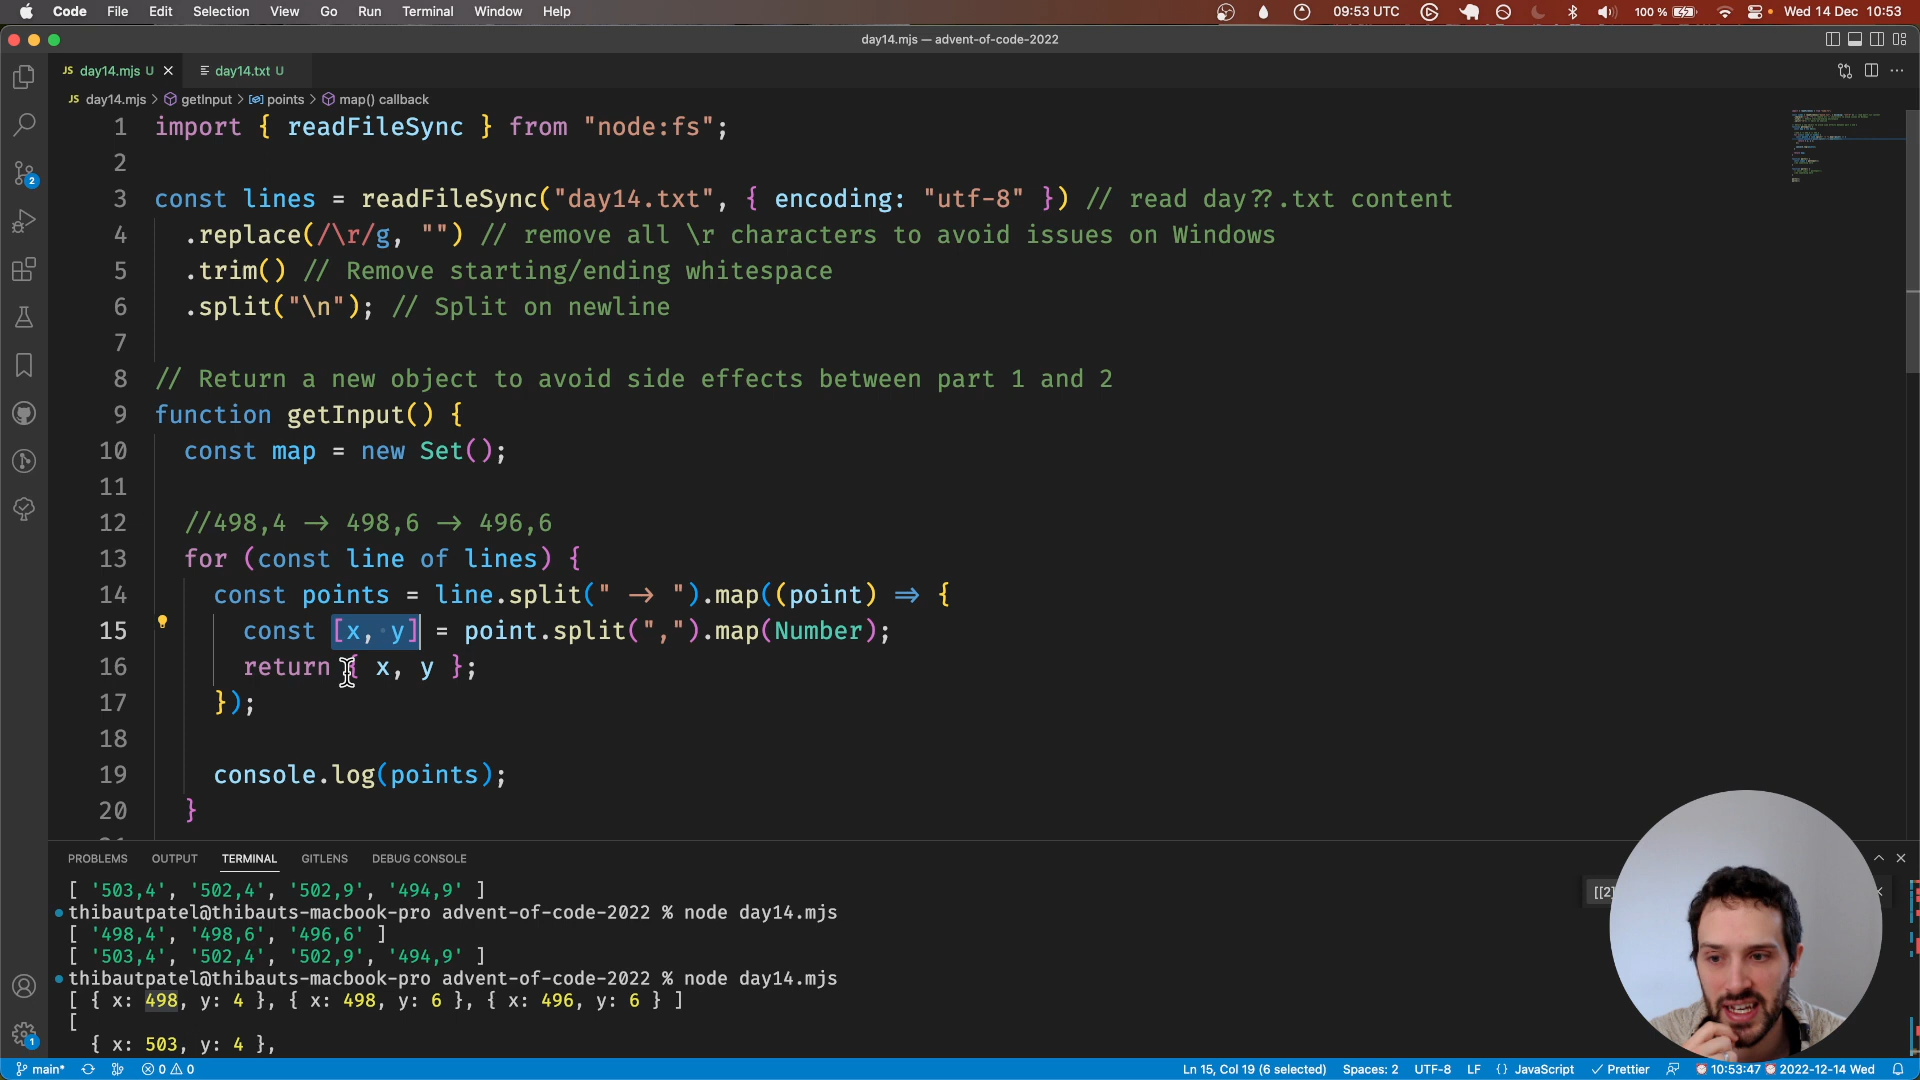 Code File Edit Selection View Go Run Terminal Window Help 09:53 UTC 100 % Wed 14 Dec 10:53
day14.mjs — advent-of-code-2022
JS day14.mjs U day14.txt U
JS day14.mjs > getInput > points > map() callback
1 import { readFileSync } from "node:fs";
2
3 const lines = readFileSync("day14.txt", { encoding: "utf-8" }) // read day??.txt content
4 .replace(/\r/g, "") // remove all \r characters to avoid issues on Windows
5 .trim() // Remove starting/ending whitespace
6 .split("\n"); // Split on newline
7
8 // Return a new object to avoid side effects between part 1 and 2
9 function getInput() {
10 const map = new Set();
11
12 //498,4 -> 498,6 -> 496,6
13 for (const line of lines) {
14 const points = line.split(" -> ").map((point) => {
15 const [x, y] = point.split(",").map(Number);
16 return { x, y };
17 });
18
19 console.log(points);
20 }
2
PROBLEMS OUTPUT TERMINAL GITLENS DEBUG CONSOLE
[ '503,4', '502,4', '502,9', '494,9' ]
thibautpatel@thibauts-macbook-pro advent-of-code-2022 % node day14.mjs
[ '498,4', '498,6', '496,6' ]
[ '503,4', '502,4', '502,9', '494,9' ]
thibautpatel@thibauts-macbook-pro advent-of-code-2022 % node day14.mjs
[ { x: 498, y: 4 }, { x: 498, y: 6 }, { x: 496, y: 6 } ]
[
{ x: 503, y: 4 },
[[2]
1
main* 0 0 Ln 15, Col 19 (6 selected) Spaces: 2 UTF-8 LF {} JavaScript Prettier 10:53:47 2022-12-14 Wed